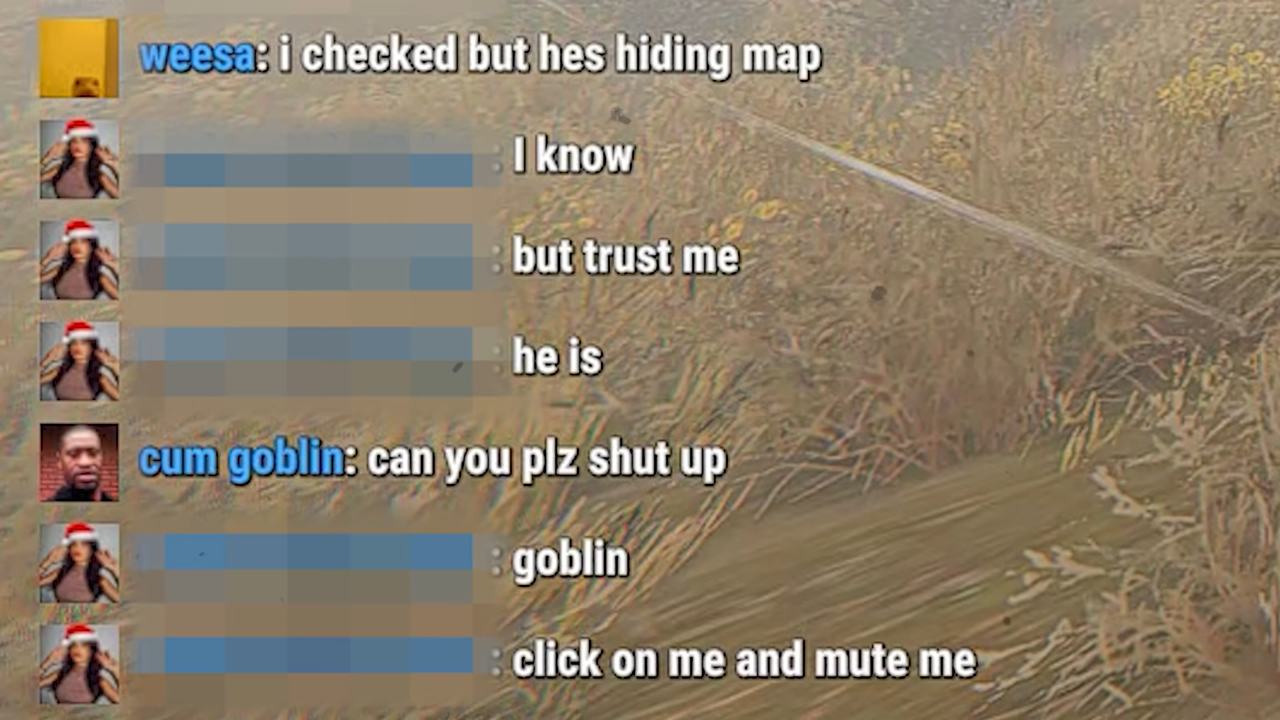 weesa: i checked but hes hiding map
: I know
: but trust me
: he is
cum goblin: can you plz shut up
: goblin
: click on me and mute me